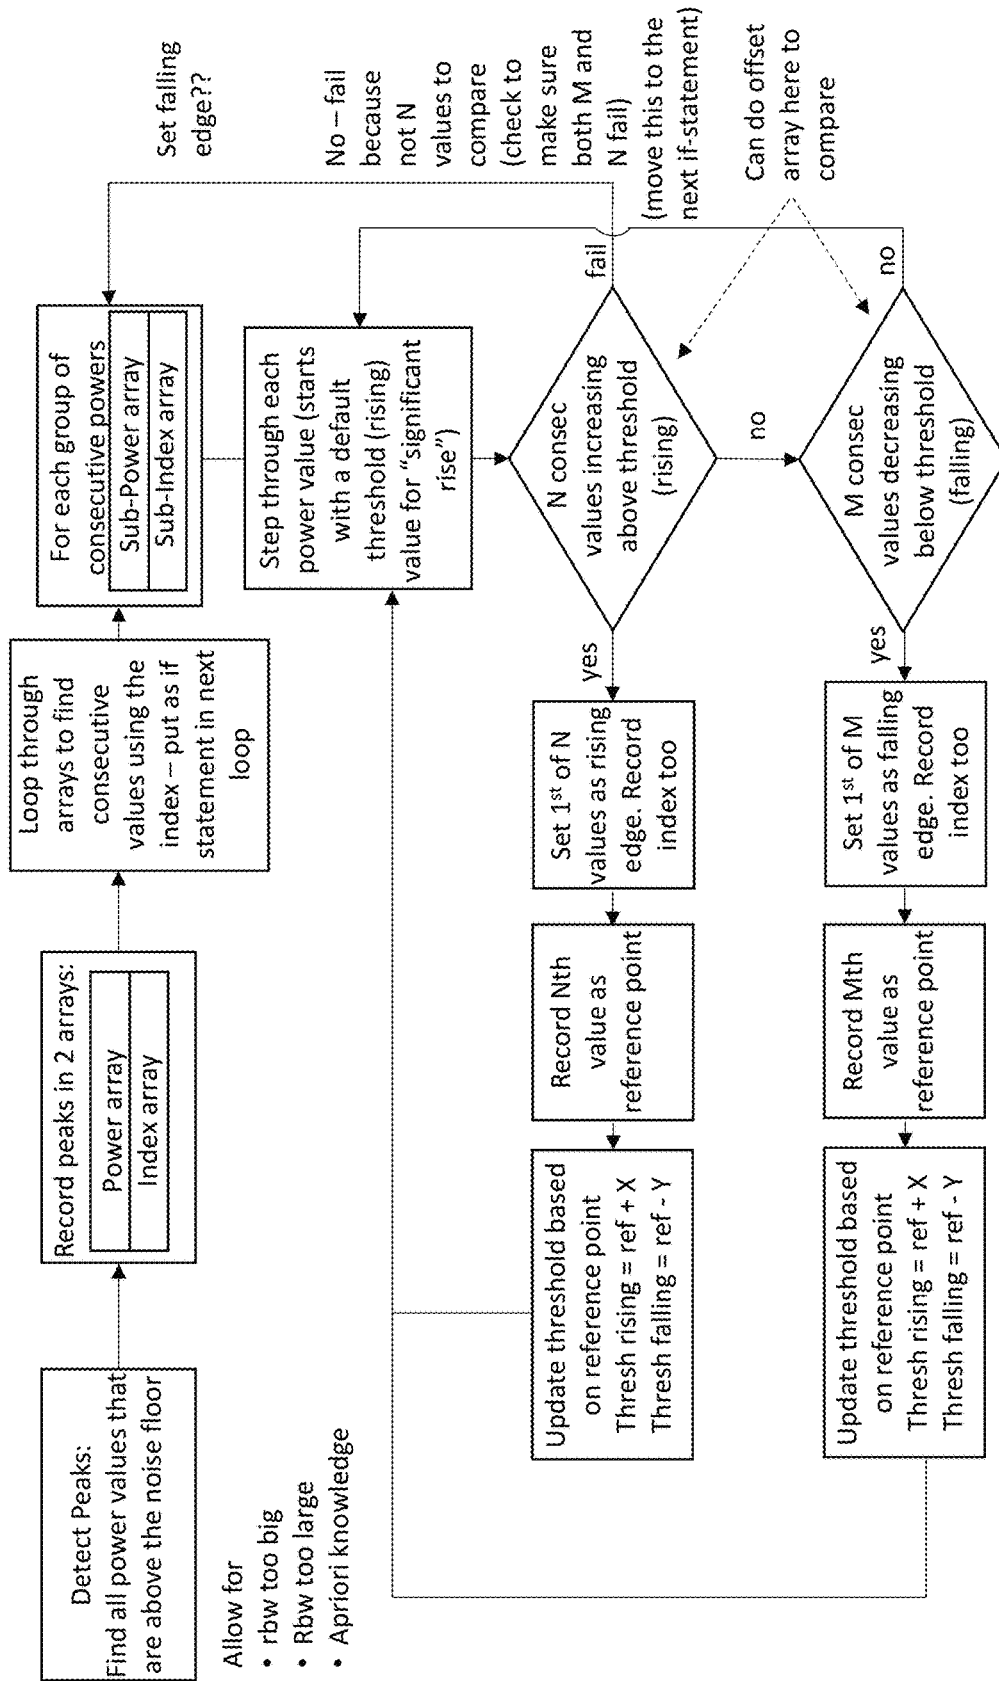 Detect Peaks:
Find all power values that
are above the noise floor
Allow for
• rbw too big
• Rbw too large
• Apriori knowledge
Record peaks in 2 arrays:
Power array
Index array
Loop through
arrays to find
consecutive
values using the
index – put as if
statement in next
loop
For each group of
consecutive powers
Sub-Power array
Sub-Index array
Set falling
edge??
Step through each
power value (starts
with a default
threshold (rising)
value for “significant
rise”)
No – fail
because
not N
values to
compare
(check to
make sure
both M and
N fail)
(move this to the
next if-statement)
N consec
values increasing
above threshold
(rising)
fail
yes
no
Can do offset
array here to
compare
Set 1st of N
values as rising
edge. Record
index too
Record Nth
value as
reference point
Update threshold based
on reference point
Thresh rising = ref + X
Thresh falling = ref - Y
M consec
values decreasing
below threshold
(falling)
no
yes
Set 1st of M
values as falling
edge. Record
index too
Record Mth
value as
reference point
Update threshold based
on reference point
Thresh rising = ref + X
Thresh falling = ref - Y